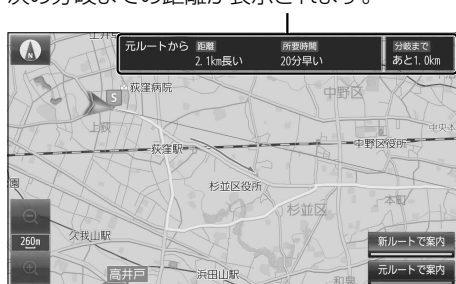 次の分岐までの距離が表示されます。
元ルートから 距離 所要時間 分岐まで
2.1km長い 20分早い あと1.0km
荻窪病院
中野区
S
上荻
荻窪駅
中野区役所
杉並区役所
杉並区
本町
久我山駅
260m
新ルートで案内
高井戸
浜田山駅
和泉
元ルートで案内